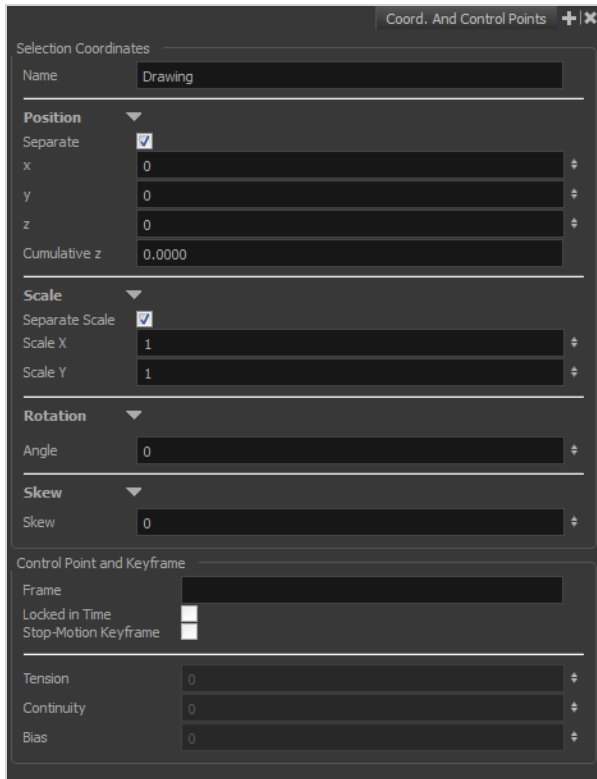 Coord. And Control Points
Selection Coordinates
Name Drawing
Position
Separate
x 0
y 0
z 0
Cumulative z 0.0000
Scale
Separate Scale
Scale X 1
Scale Y 1
Rotation
Angle 0
Skew
Skew 0
Control Point and Keyframe
Frame
Locked in Time
Stop-Motion Keyframe
Tension 0
Continuity 0
Bias 0